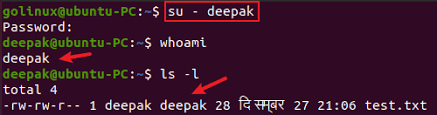 golinux@ubuntu-PC:~$ su - deepak
Password:
deepak@ubuntu-PC:~$ whoami
deepak
deepak@ubuntu-PC:~$ ls -l
total 4
-rw-rw-r-- 1 deepak deepak 28 दिसम्बर 27 21:06 test.txt